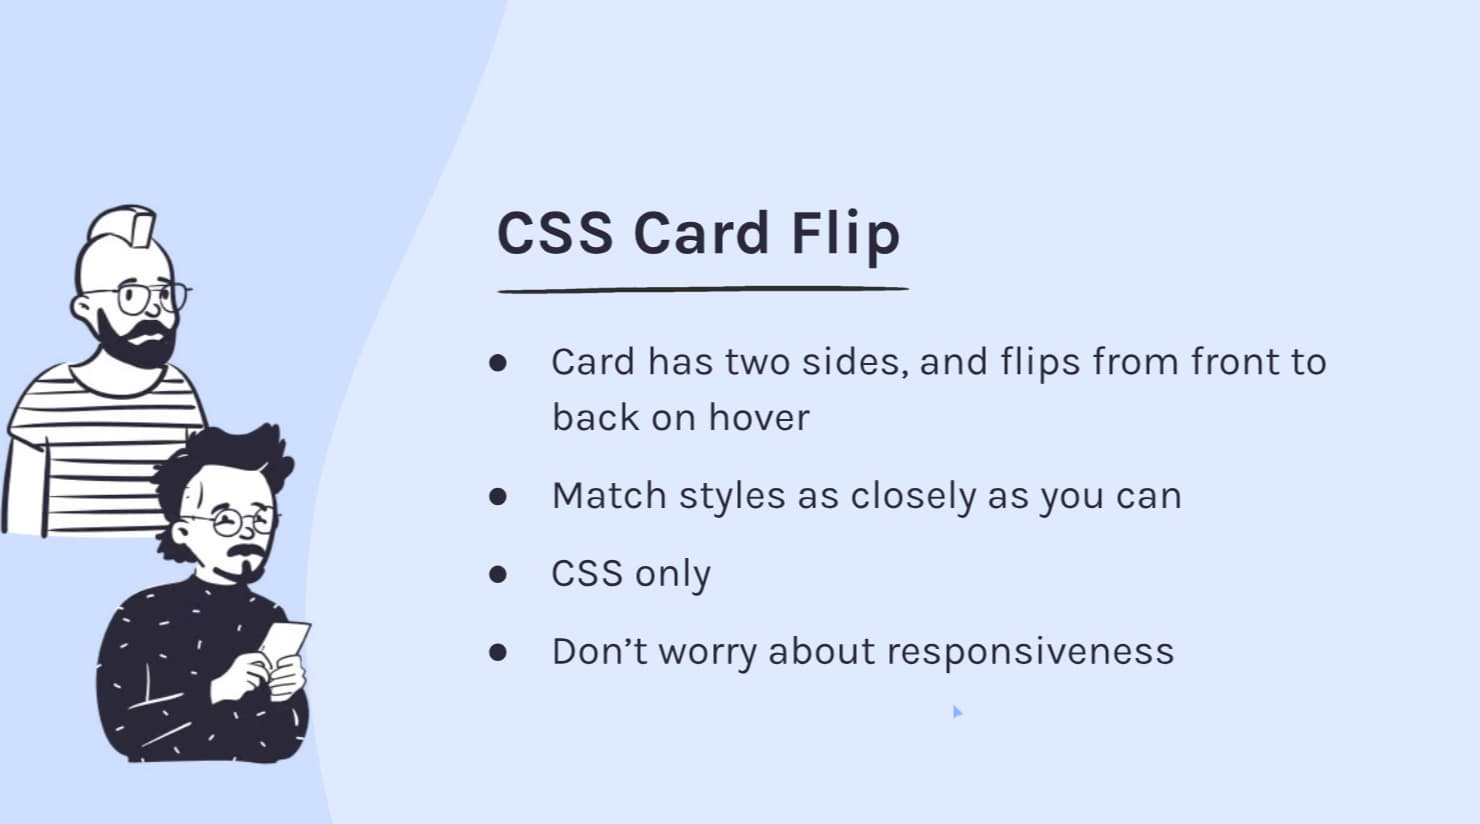 CSS Card Flip
● Card has two sides, and flips from front to
back on hover
● Match styles as closely as you can
● CSS only
● Don’t worry about responsiveness